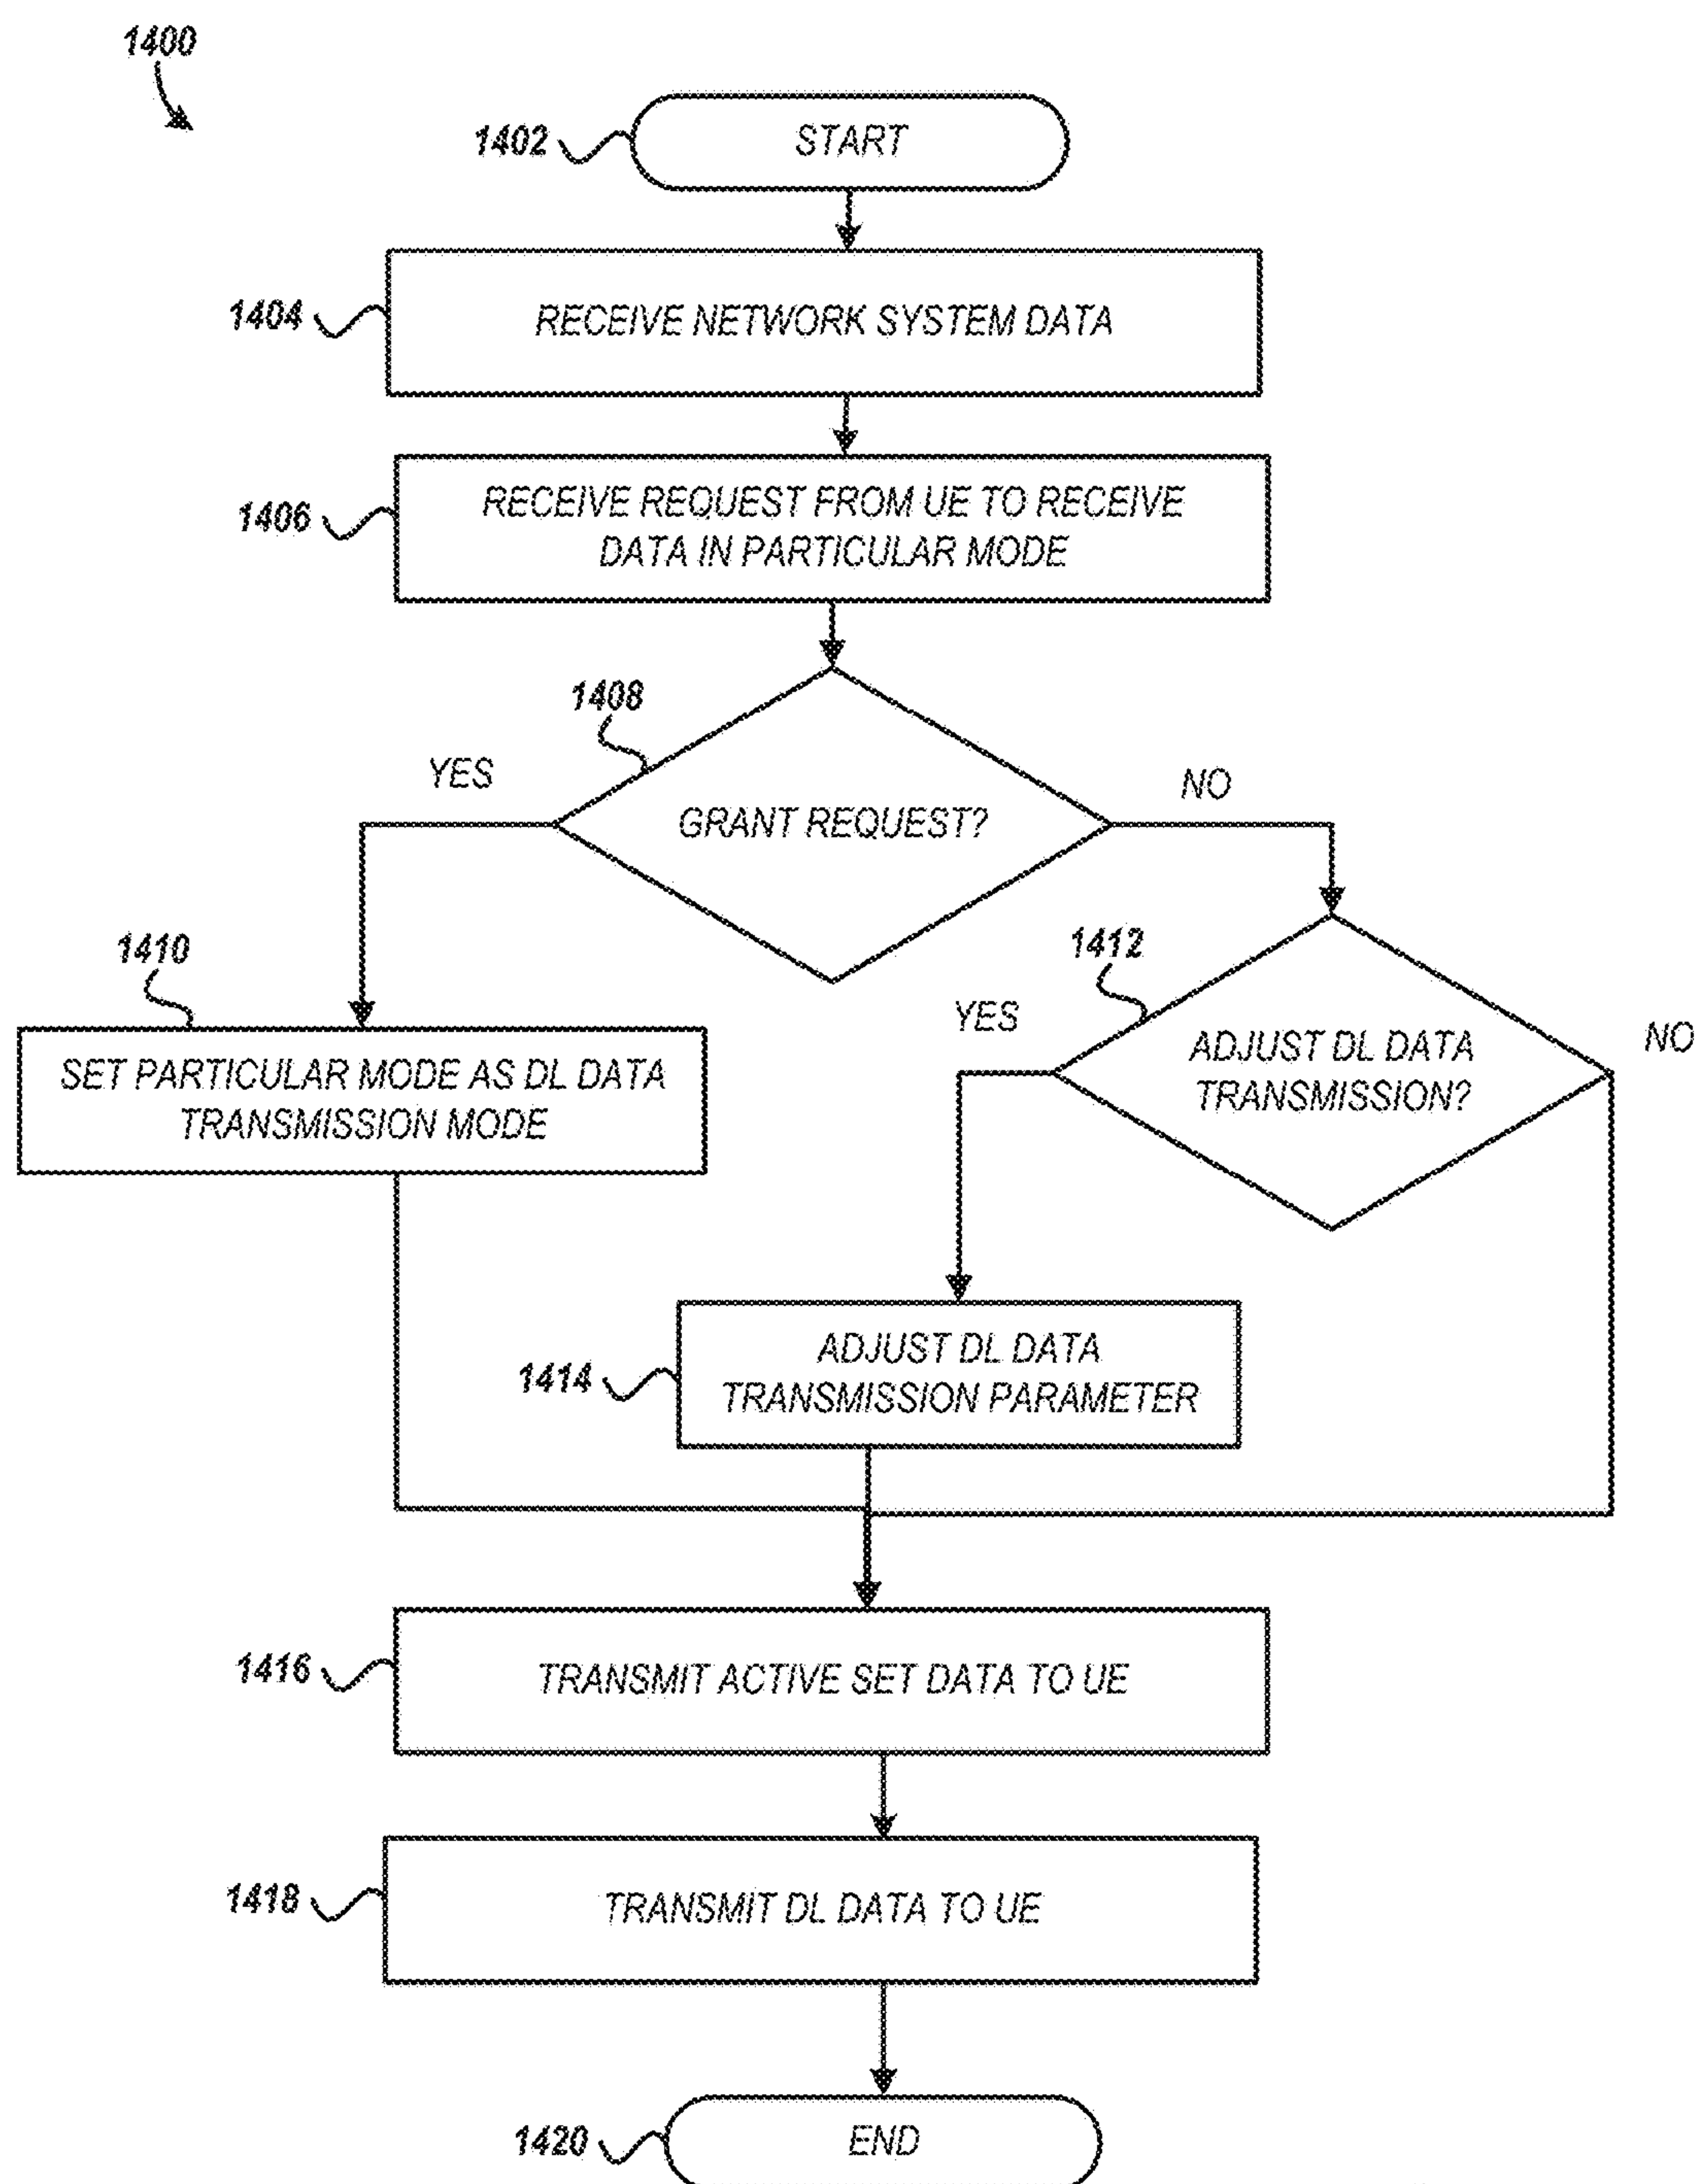 1400
1402
START
1404
RECEIVE NETWORK SYSTEM DATA
1406
RECEIVE REQUEST FROM UE TO RECEIVE
DATA IN PARTICULAR MODE
1408
YES
NO
GRANT REQUEST?
1410
1412
YES
NO
SET PARTICULAR MODE AS DL DATA
TRANSMISSION MODE
ADJUST DL DATA
TRANSMISSION?
1414
ADJUST DL DATA
TRANSMISSION PARAMETER
1416
TRANSMIT ACTIVE SET DATA TO UE
1418
TRANSMIT DL DATA TO UE
1420
END